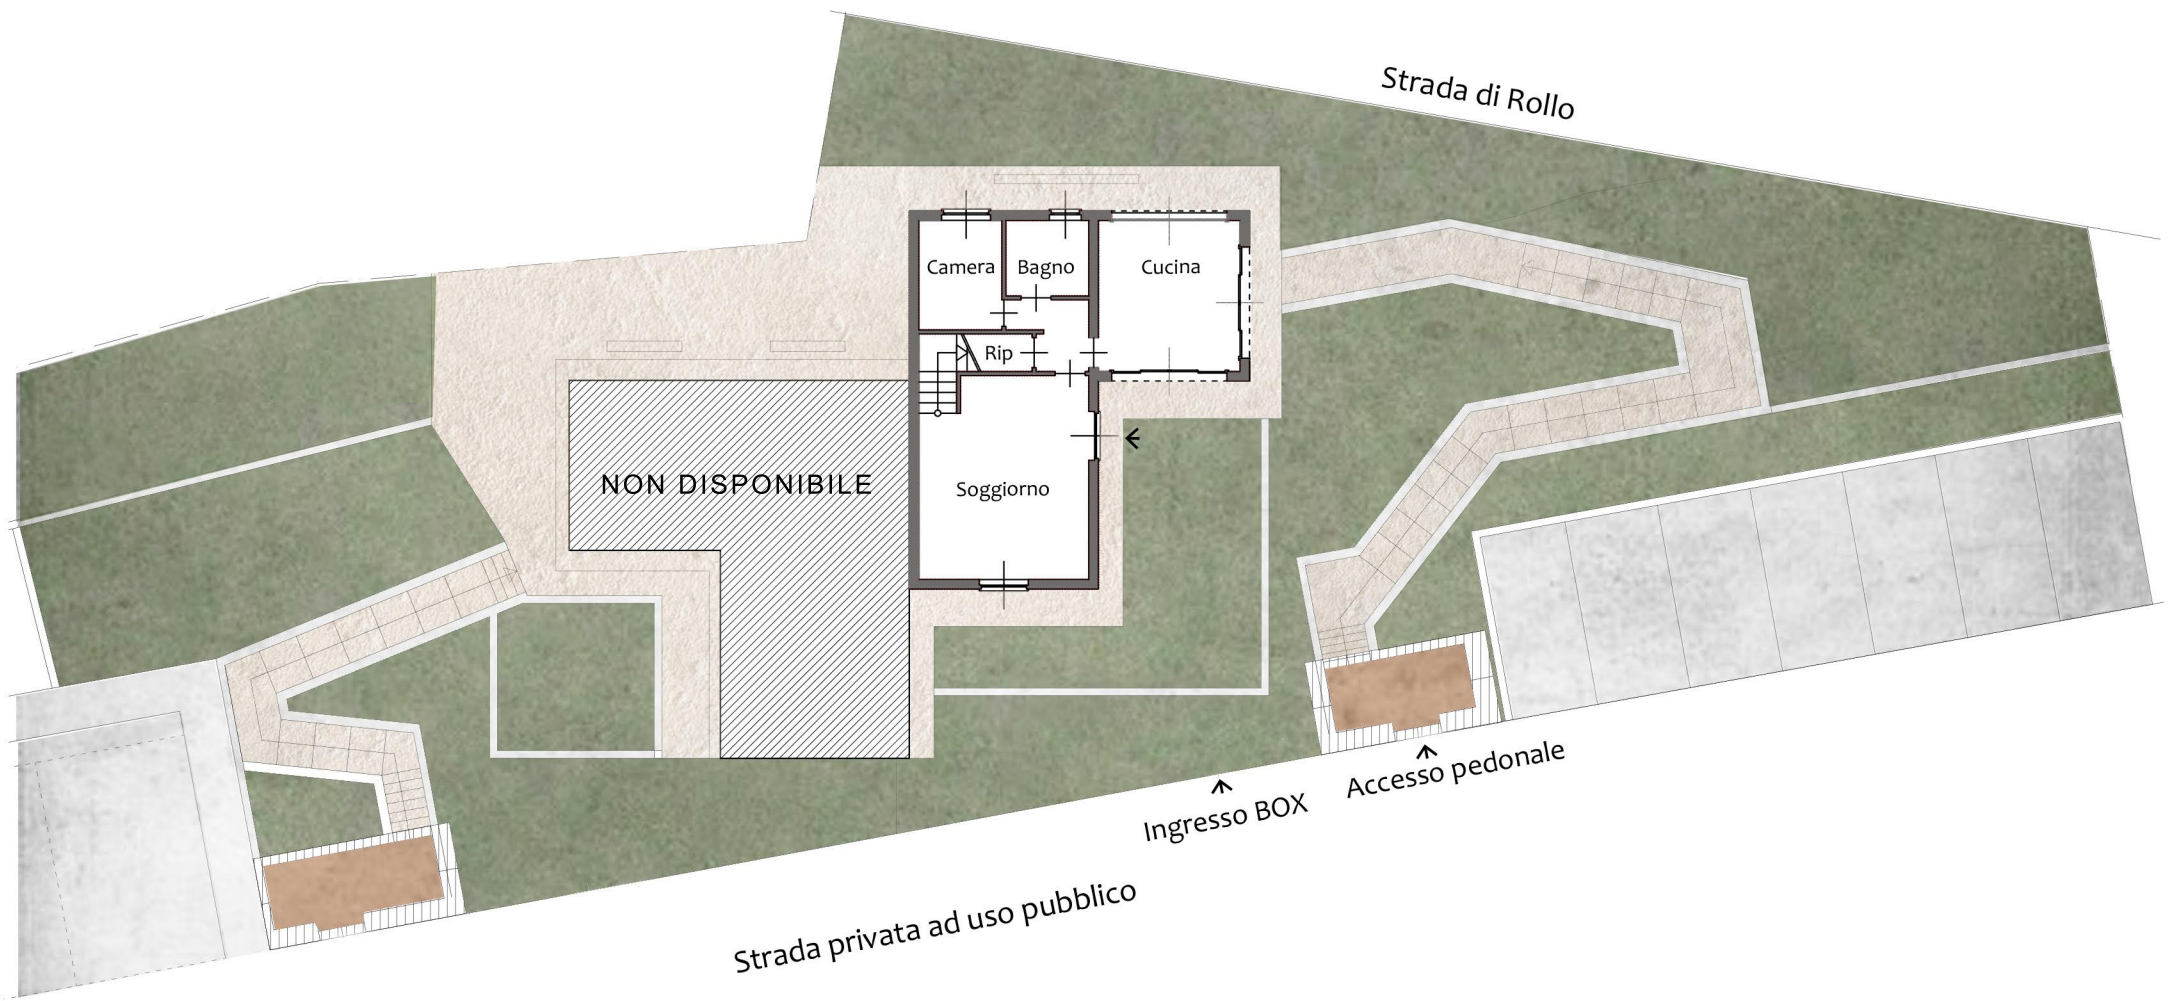 Strada di Rollo
Camera
Bagno
Cucina
Rip
NON DISPONIBILE
Soggiorno
Ingresso BOX
Accesso pedonale
Strada privata ad uso pubblico